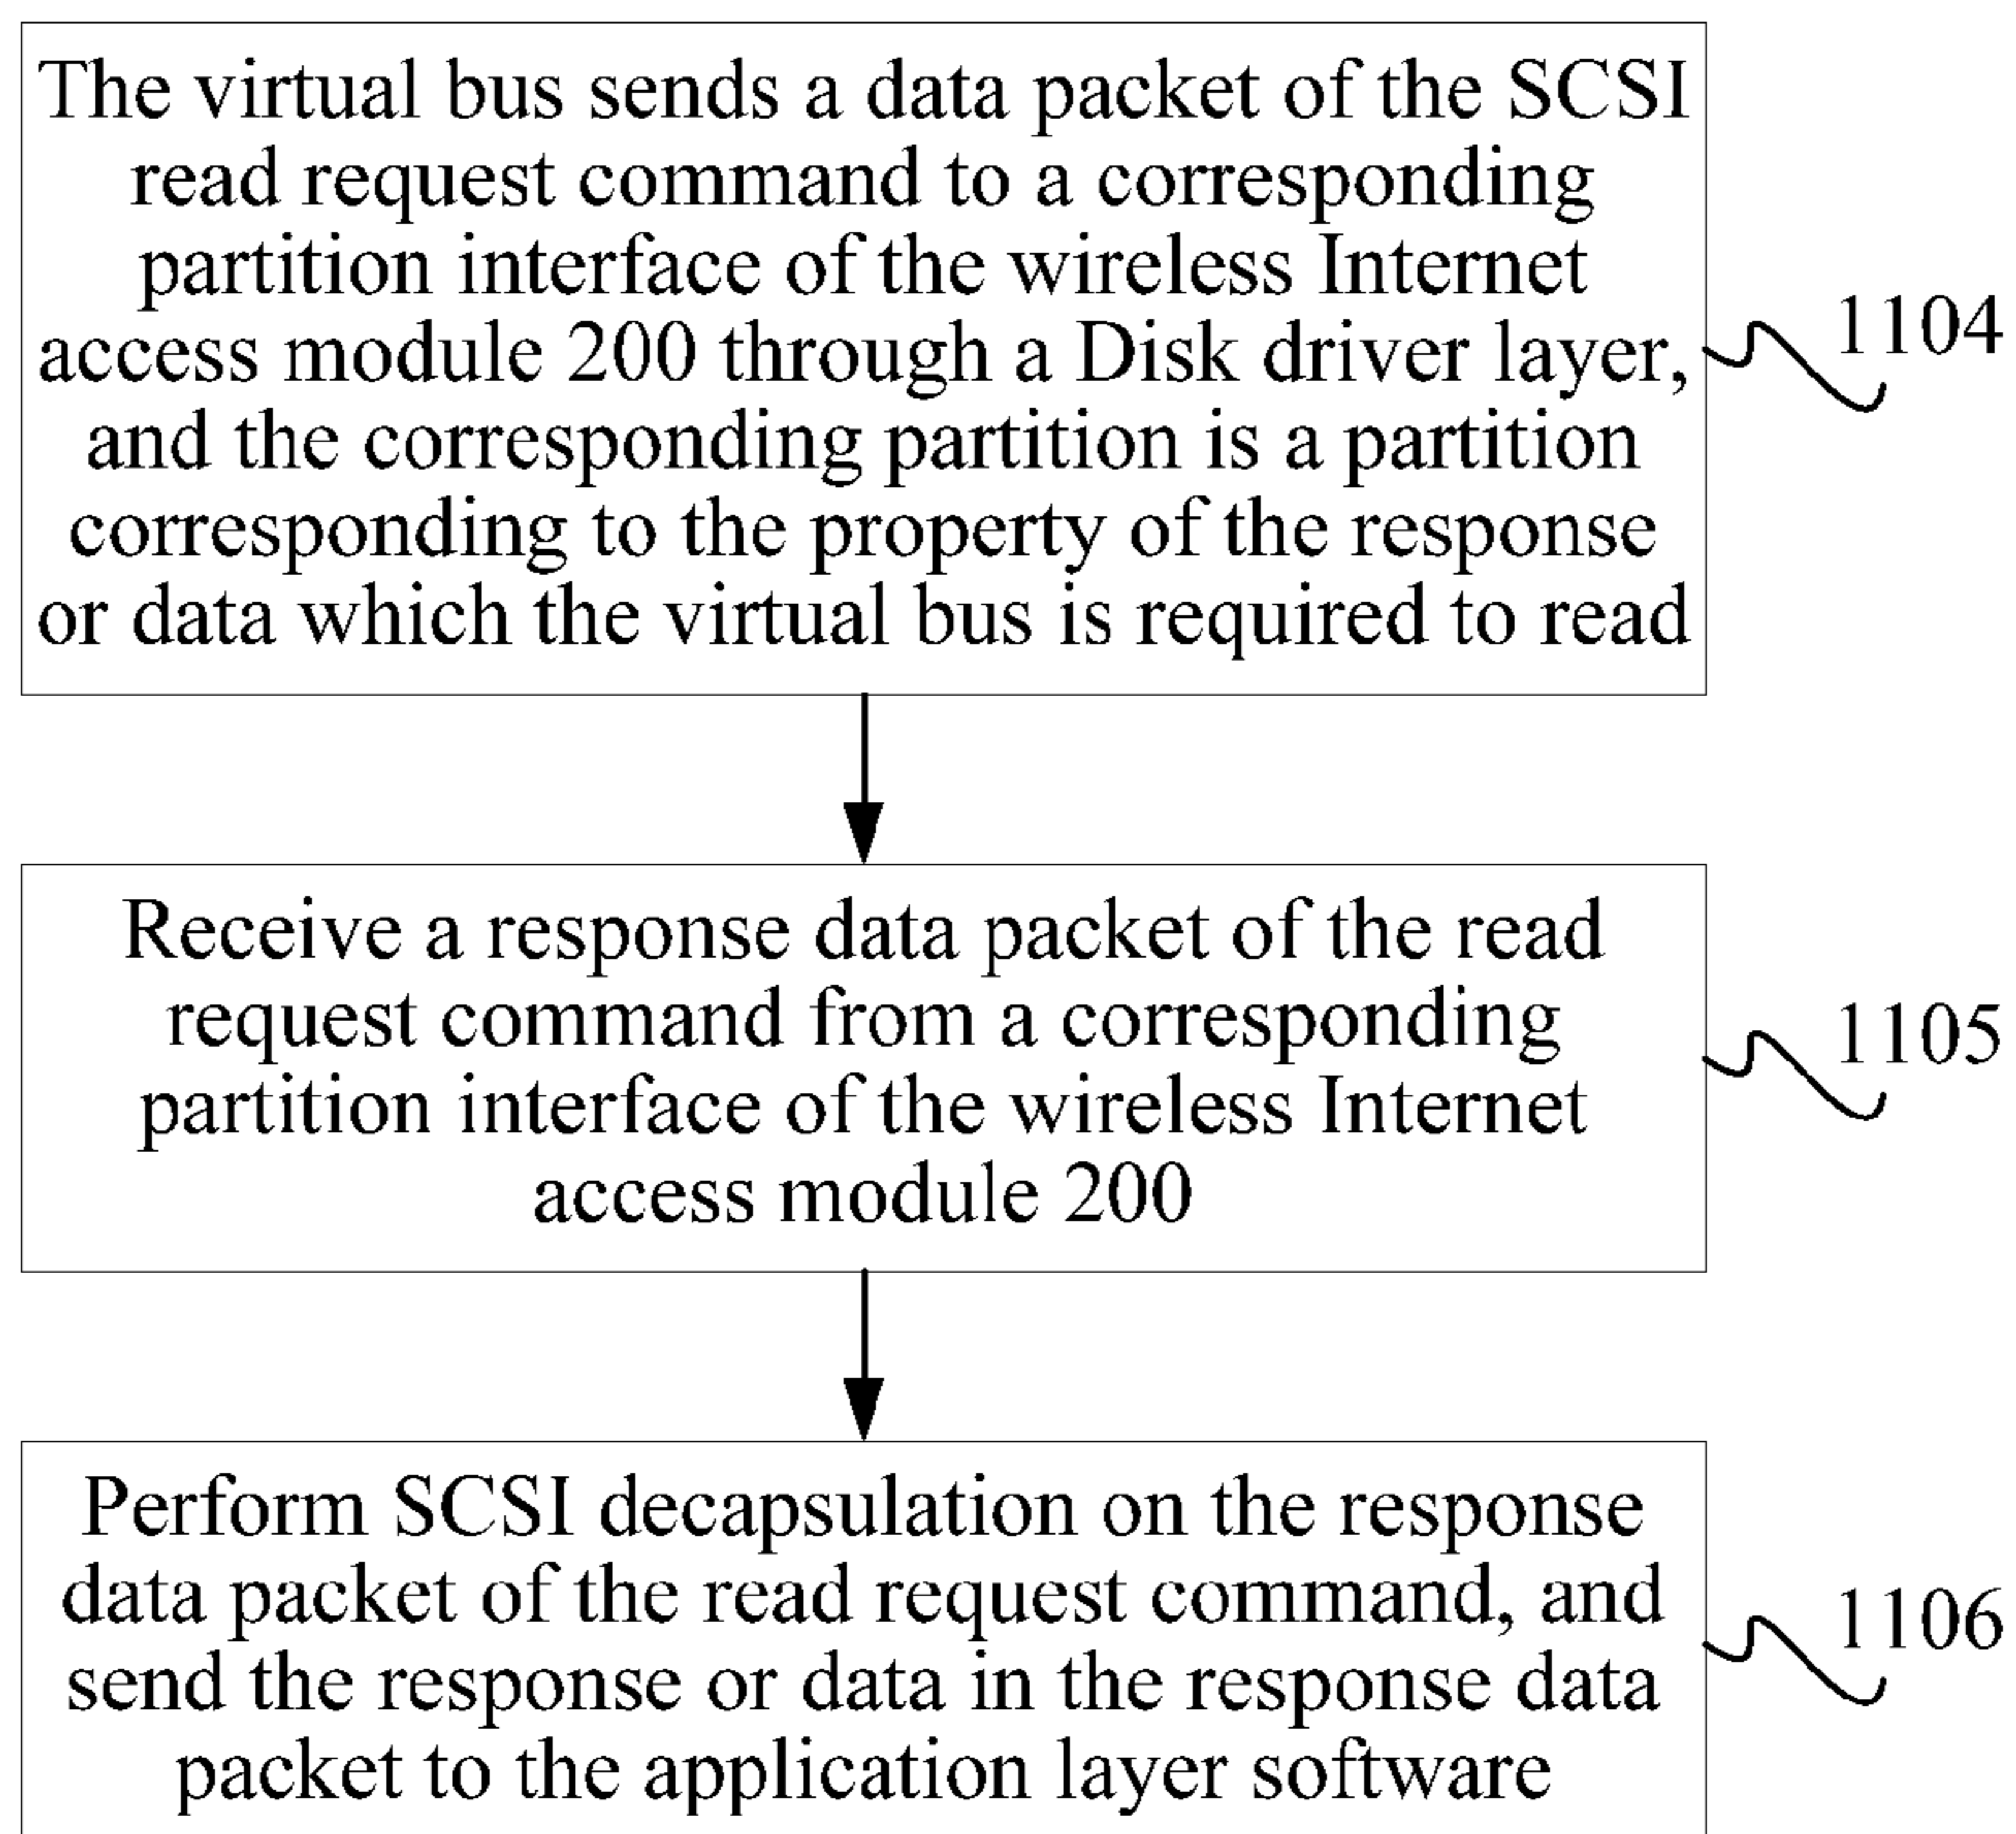 The virtual bus sends a data packet of the SCSI
read request command to a corresponding
partition interface of the wireless Internet
access module 200 through a Disk driver layer,
and the corresponding partition is a partition
corresponding to the property of the response
or data which the virtual bus is required to read
1104
Receive a response data packet of the read
request command from a corresponding
partition interface of the wireless Internet
access module 200
1105
Perform SCSI decapsulation on the response
data packet of the read request command, and
send the response or data in the response data
packet to the application layer software
1106